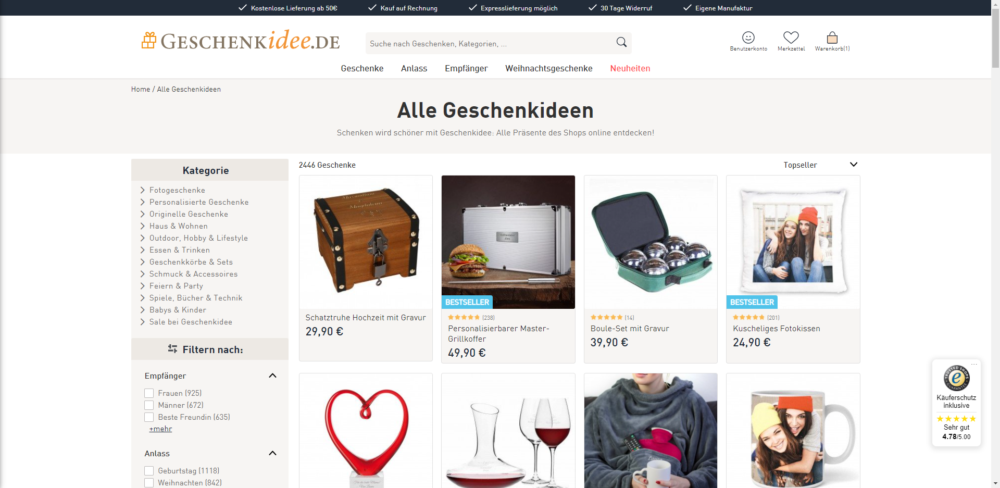 Kostenlose Lieferung ab 50€
Kauf auf Rechnung
Expresslieferung möglich
30 Tage Widerruf
Eigene Manufaktur
GESCHENKidee.DE
Suche nach Geschenken, Kategorien, ...
Benutzerkonto
Merkzettel
Warenkorb(1)
Geschenke
Anlass
Empfänger
Weihnachtsgeschenke
Neuheiten
Home / Alle Geschenkideen
Alle Geschenkideen
Schenken wird schöner mit Geschenkidee: Alle Präsente des Shops online entdecken!
Kategorie
Fotogeschenke
Personalisierte Geschenke
Originelle Geschenke
Haus & Wohnen
Outdoor, Hobby & Lifestyle
Essen & Trinken
Geschenkkörbe & Sets
Schmuck & Accessoires
Feiern & Party
Spiele, Bücher & Technik
Babys & Kinder
Sale bei Geschenkidee
Filtern nach:
Empfänger
Frauen (925)
Männer (672)
Beste Freundin (635)
+mehr
Anlass
Geburtstag (1118)
Weihnachten (842)
2446 Geschenke
Topseller
Schatztruhe Hochzeit mit Gravur
29,90 €
BESTSELLER
(238)
Personalisierbarer Master-
Grillkoffer
49,90 €
(14)
Boule-Set mit Gravur
39,90 €
BESTSELLER
(201)
Kuscheliges Fotokissen
24,90 €
TRUSTED SHOPS
GUARANTEE
Käuferschutz
inklusive
Sehr gut
4.78/5.00